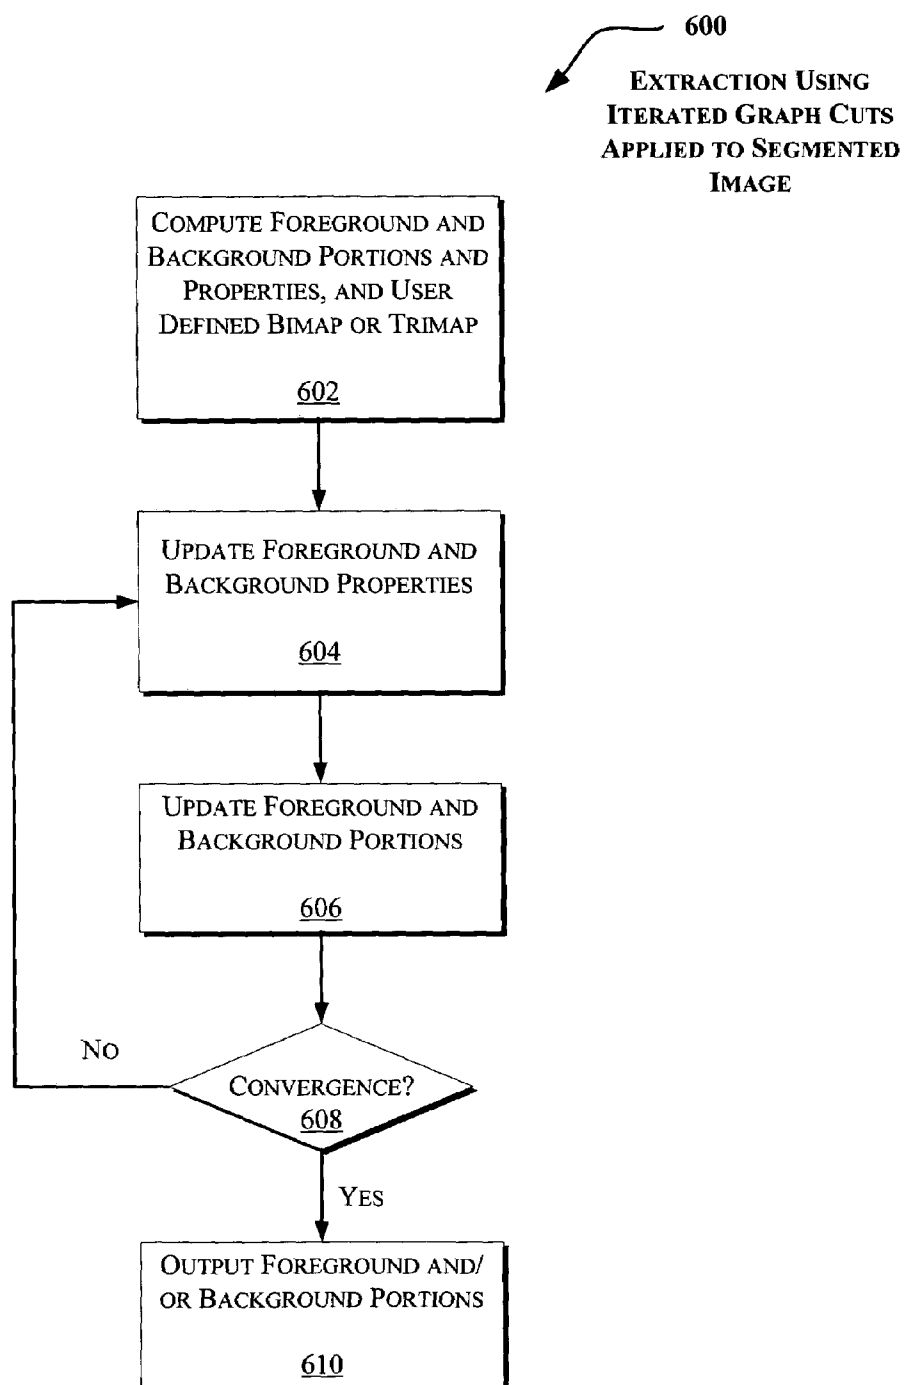 600
EXTRACTION USING
ITERATED GRAPH CUTS
APPLIED TO SEGMENTED
IMAGE
COMPUTE FOREGROUND AND
BACKGROUND PORTIONS AND
PROPERTIES, AND USER
DEFINED BIMAP OR TRIMAP
602
UPDATE FOREGROUND AND
BACKGROUND PROPERTIES
604
UPDATE FOREGROUND AND
BACKGROUND PORTIONS
606
NO
CONVERGENCE?
608
YES
OUTPUT FOREGROUND AND/
OR BACKGROUND PORTIONS
610